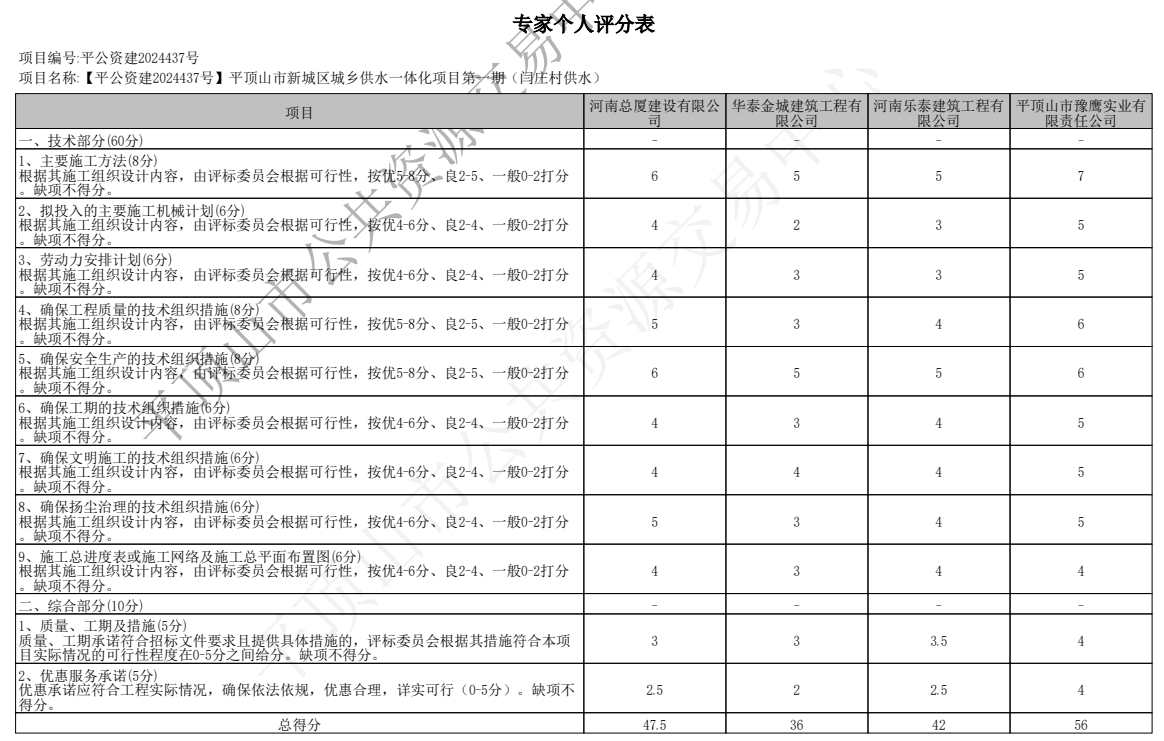 专家个人评分表
项目编号:平公资建2024437号
项目名称:【平公资建2024437号】平顶山市新城区城乡供水一体化项目第一期（闫庄村供水）
项目 河南总厦建设有限公司 华泰金城建筑工程有限公司 河南乐泰建筑工程有限公司 平顶山市豫鹰实业有限责任公司
一、技术部分(60分) - - - -
1、主要施工方法(8分)
根据其施工组织设计内容，由评标委员会根据可行性，按优5-8分、良2-5、一般0-2打分
。缺项不得分。 6 5 5 7
2、拟投入的主要施工机械计划(6分)
根据其施工组织设计内容，由评标委员会根据可行性，按优4-6分、良2-4、一般0-2打分
。缺项不得分。 4 2 3 5
3、劳动力安排计划(6分)
根据其施工组织设计内容，由评标委员会根据可行性，按优4-6分、良2-4、一般0-2打分
。缺项不得分。 4 3 3 5
4、确保工程质量的技术组织措施(8分)
根据其施工组织设计内容，由评标委员会根据可行性，按优5-8分、良2-5、一般0-2打分
。缺项不得分。 5 3 4 6
5、确保安全生产的技术组织措施(8分)
根据其施工组织设计内容，由评标委员会根据可行性，按优5-8分、良2-5、一般0-2打分
。缺项不得分。 6 5 5 6
6、确保工期的技术组织措施(6分)
根据其施工组织设计内容，由评标委员会根据可行性，按优4-6分、良2-4、一般0-2打分
。缺项不得分。 4 3 4 5
7、确保文明施工的技术组织措施(6分)
根据其施工组织设计内容，由评标委员会根据可行性，按优4-6分、良2-4、一般0-2打分
。缺项不得分。 4 4 4 5
8、确保扬尘治理的技术组织措施(6分)
根据其施工组织设计内容，由评标委员会根据可行性，按优4-6分、良2-4、一般0-2打分
。缺项不得分。 5 3 4 5
9、施工总进度表或施工网络及施工总平面布置图(6分)
根据其施工组织设计内容，由评标委员会根据可行性，按优4-6分、良2-4、一般0-2打分
。缺项不得分。 4 3 4 4
二、综合部分(10分) - - - -
1、质量、工期及措施(5分)
质量、工期承诺符合招标文件要求且提供具体措施的，评标委员会根据其措施符合本项
目实际情况的可行性程度在0-5分之间给分。缺项不得分。 3 3 3.5 4
2、优惠服务承诺(5分)
优惠承诺应符合工程实际情况，确保依法依规，优惠合理，详实可行（0-5分）。缺项不
得分。 2.5 2 2.5 4
总得分 47.5 36 42 56
平顶山市公共资源交易中
平顶山市公共资源交易中心